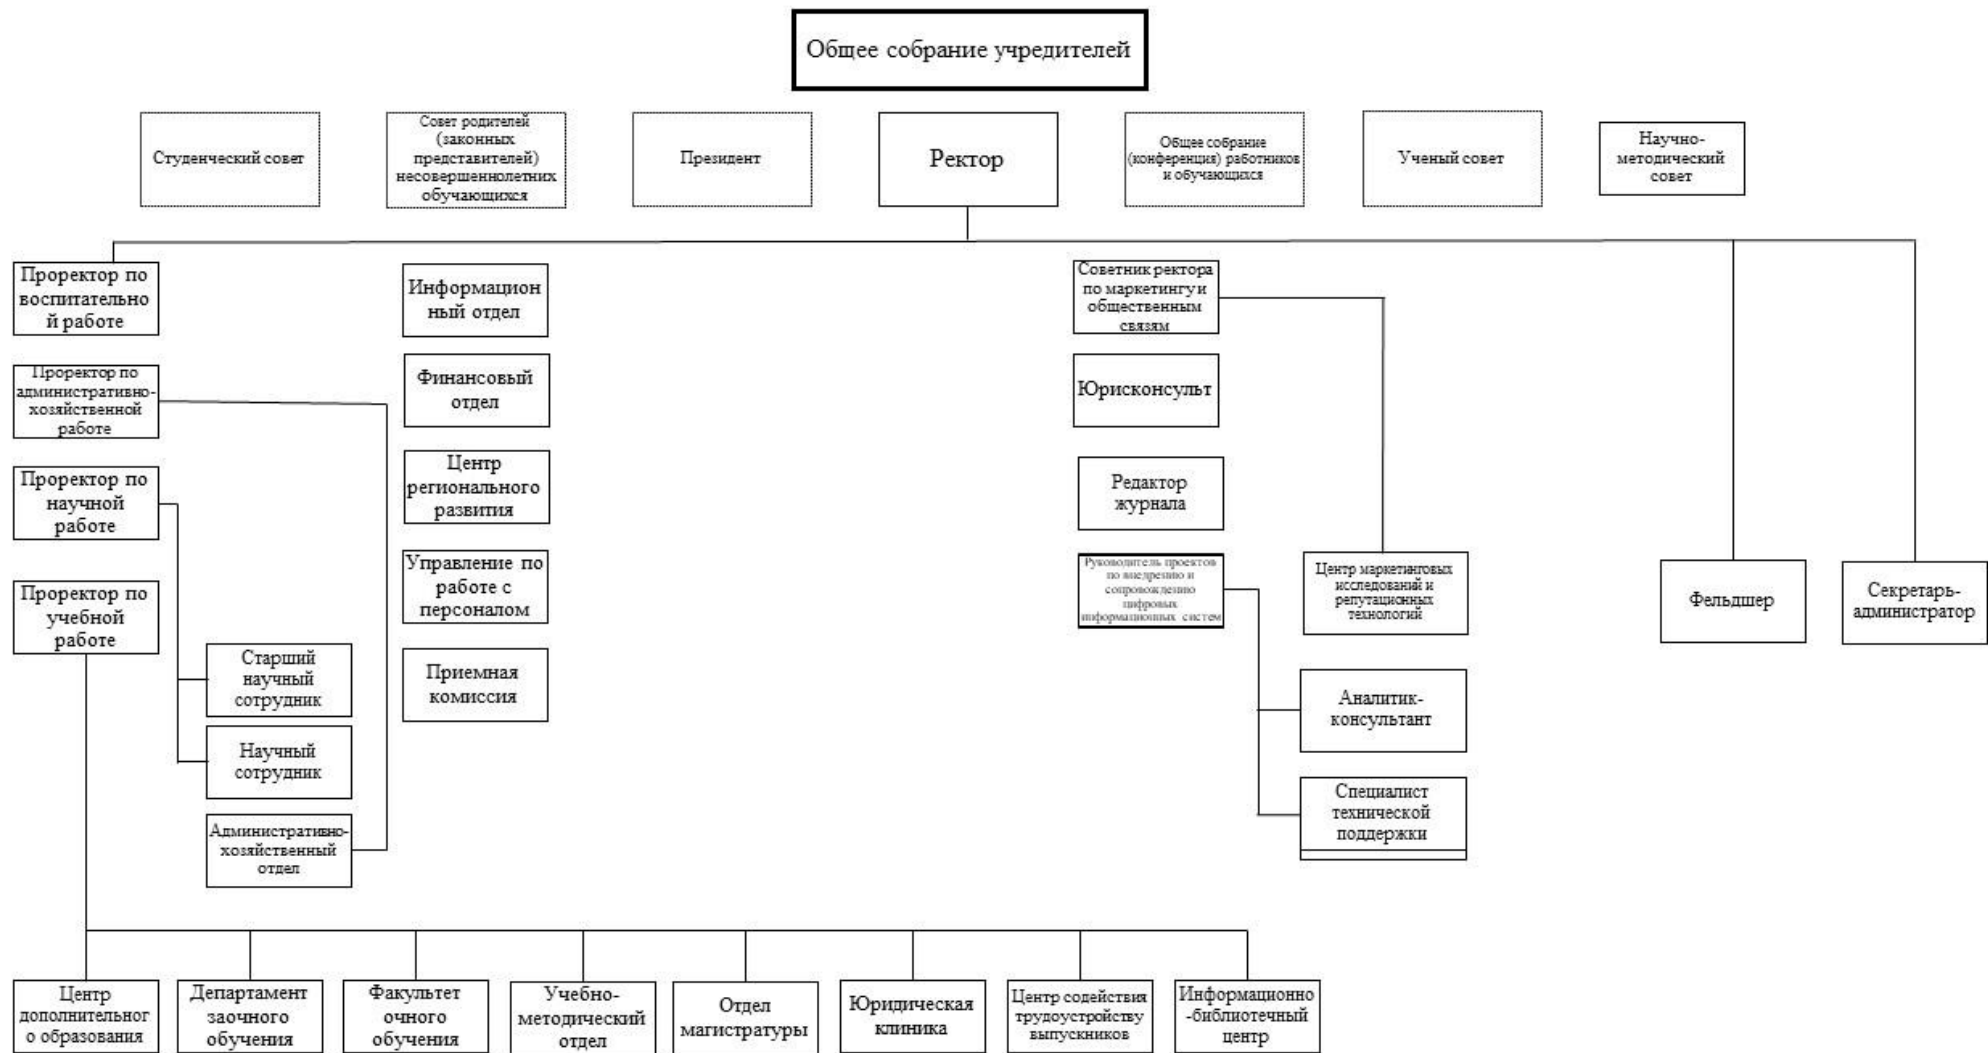 Общее собрание учредителей
Студенческий совет
Совет родителей
(законных
представителей)
несовершеннолетних
обучающихся
Президент
Ректор
Общее собрание
(конференция) работников
и обучающихся
Ученый совет
Научно-
методический
совет
Проректор по
воспитательно
й работе
Информацион
ный отдел
Советник ректора
по маркетингу и
общественным
связям
Проректор по
административно-
хозяйственной
работе
Финансовый
отдел
Юрисконсульт
Проректор по
научной
работе
Центр
регионального
развития
Редактор
журнала
Проректор по
учебной
работе
Управление по
работе с
персоналом
Руководитель проектов
по внедрению и
сопровождению
цифровых
информационных систем
Центр маркетинговых
исследований и
репутационных
технологий
Фельдшер
Секретарь-
администратор
Старший
научный
сотрудник
Приемная
комиссия
Аналитик-
консультант
Научный
сотрудник
Специалист
технической
поддержки
Административно-
хозяйственный
отдел
Центр
дополнительног
о образования
Департамент
заочного
обучения
Факультет
очного
обучения
Учебно-
методический
отдел
Отдел
магистратуры
Юридическая
клиника
Центр содействия
трудоустройству
выпускников
Информационно
-библиотечный
центр